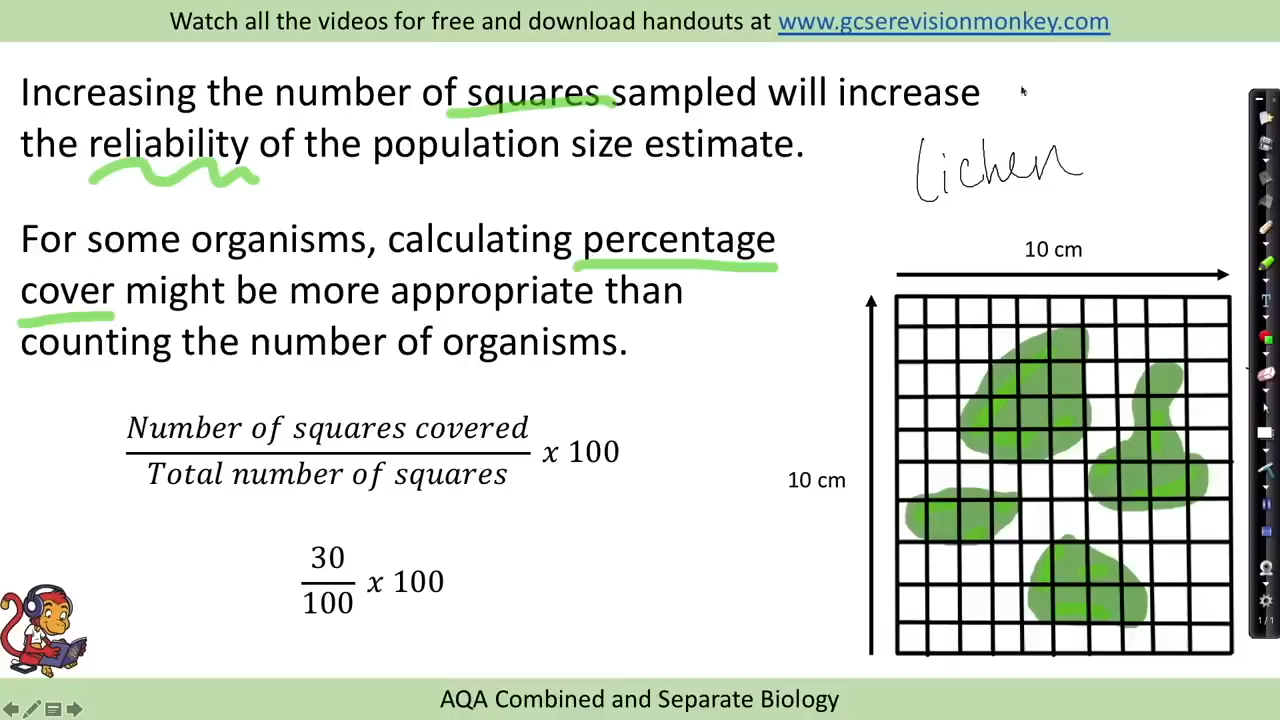 Watch all the videos for free and download handouts at www.gcserevisionmonkey.com
Increasing the number of squares sampled will increase
the reliability of the population size estimate.
Lichen
For some organisms, calculating percentage
cover might be more appropriate than
counting the number of organisms.
10 cm
10 cm
Number of squares covered
Total number of squares
x 100
30
100
x 100
1/1
AQA Combined and Separate Biology